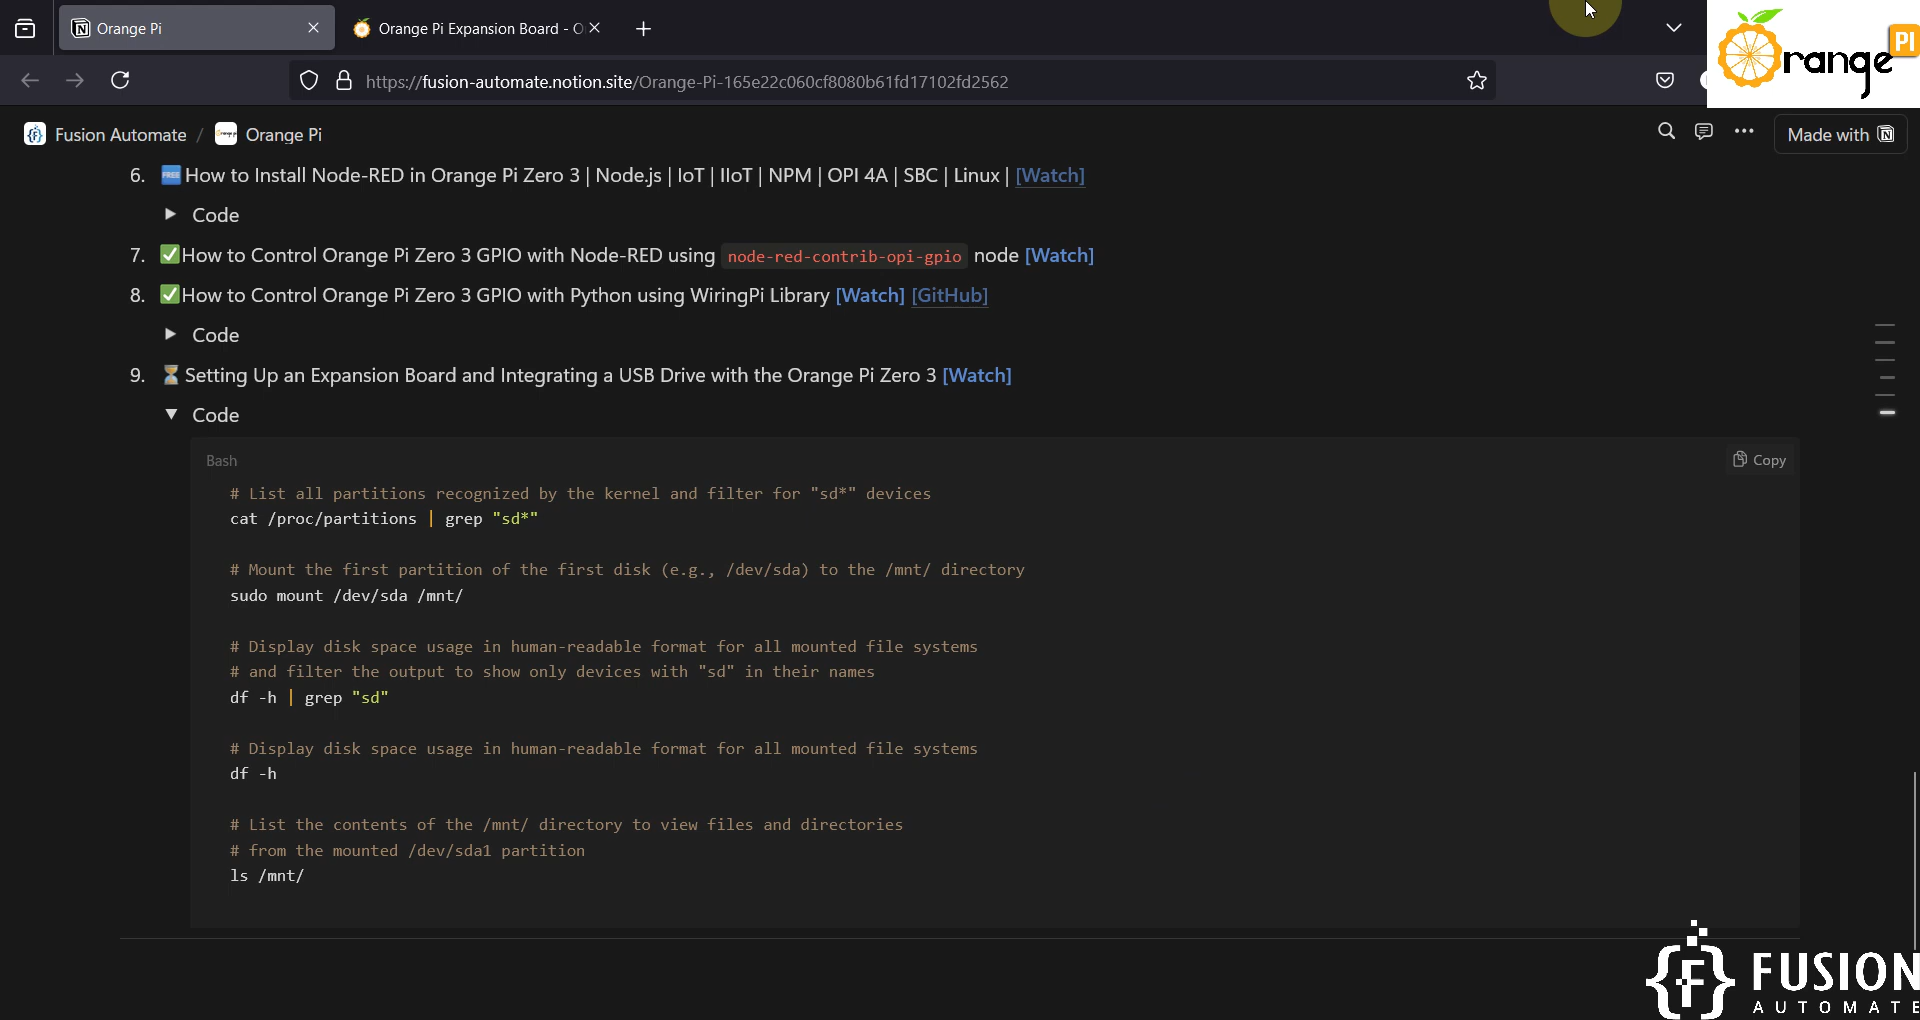 Orange Pi
Orange Pi Expansion Board - O
https://fusion-automate.notion.site/Orange-Pi-165e22c060cf8080b61fd17102fd2562
range PI
Fusion Automate / Orange Pi
Made with
6. FREE How to Install Node-RED in Orange Pi Zero 3 | Node.js | IoT | IIoT | NPM | OPI 4A | SBC | Linux | [Watch]
Code
7. How to Control Orange Pi Zero 3 GPIO with Node-RED using node-red-contrib-opi-gpio node [Watch]
8. How to Control Orange Pi Zero 3 GPIO with Python using WiringPi Library [Watch] [GitHub]
Code
9. Setting Up an Expansion Board and Integrating a USB Drive with the Orange Pi Zero 3 [Watch]
Code
Bash
Copy
# List all partitions recognized by the kernel and filter for "sd*" devices
cat /proc/partitions | grep "sd*"
# Mount the first partition of the first disk (e.g., /dev/sda) to the /mnt/ directory
sudo mount /dev/sda /mnt/
# Display disk space usage in human-readable format for all mounted file systems
# and filter the output to show only devices with "sd" in their names
df -h | grep "sd"
# Display disk space usage in human-readable format for all mounted file systems
df -h
# List the contents of the /mnt/ directory to view files and directories
# from the mounted /dev/sda1 partition
ls /mnt/
{F} FUSION
AUTOMATE